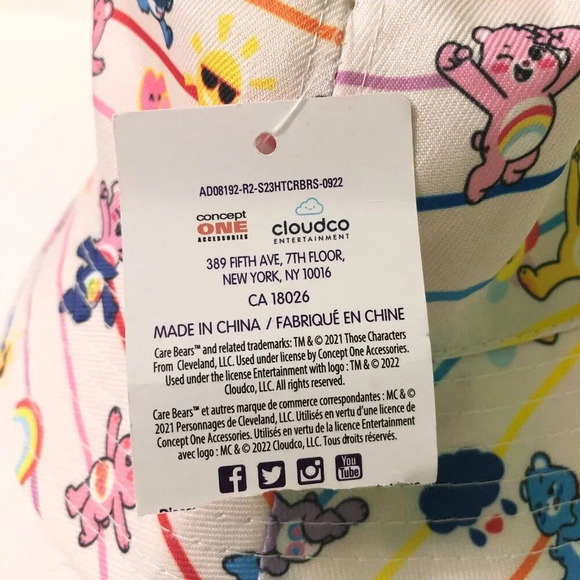 AD08192-R2-S23HTCRBRS-0922
concept
ONE
ACCESSORIES
cloudco
ENTERTAINMENT
389 FIFTH AVE, 7TH FLOOR,
NEW YORK, NY 10016
CA 18026
MADE IN CHINA / FABRIQUÉ EN CHINE
Care Bears™ and related trademarks: TM & © 2021 Those Characters
From Cleveland, LLC. Used under license by Concept One Accessories.
Used under the license Entertainment with logo : TM & © 2022
Cloudco, LLC. All rights reserved.
Care Bears™ et autres marque de commerce correspondantes : MC & ©
2021 Personnages de Cleveland, LLC. Utilisés en vertu d'une licence de
Concept One Accessories. Utilisés en vertu de la licence Entertainment
avec logo : MC & © 2022 Cloudco, LLC. Tous droits réservés.
You
Tube